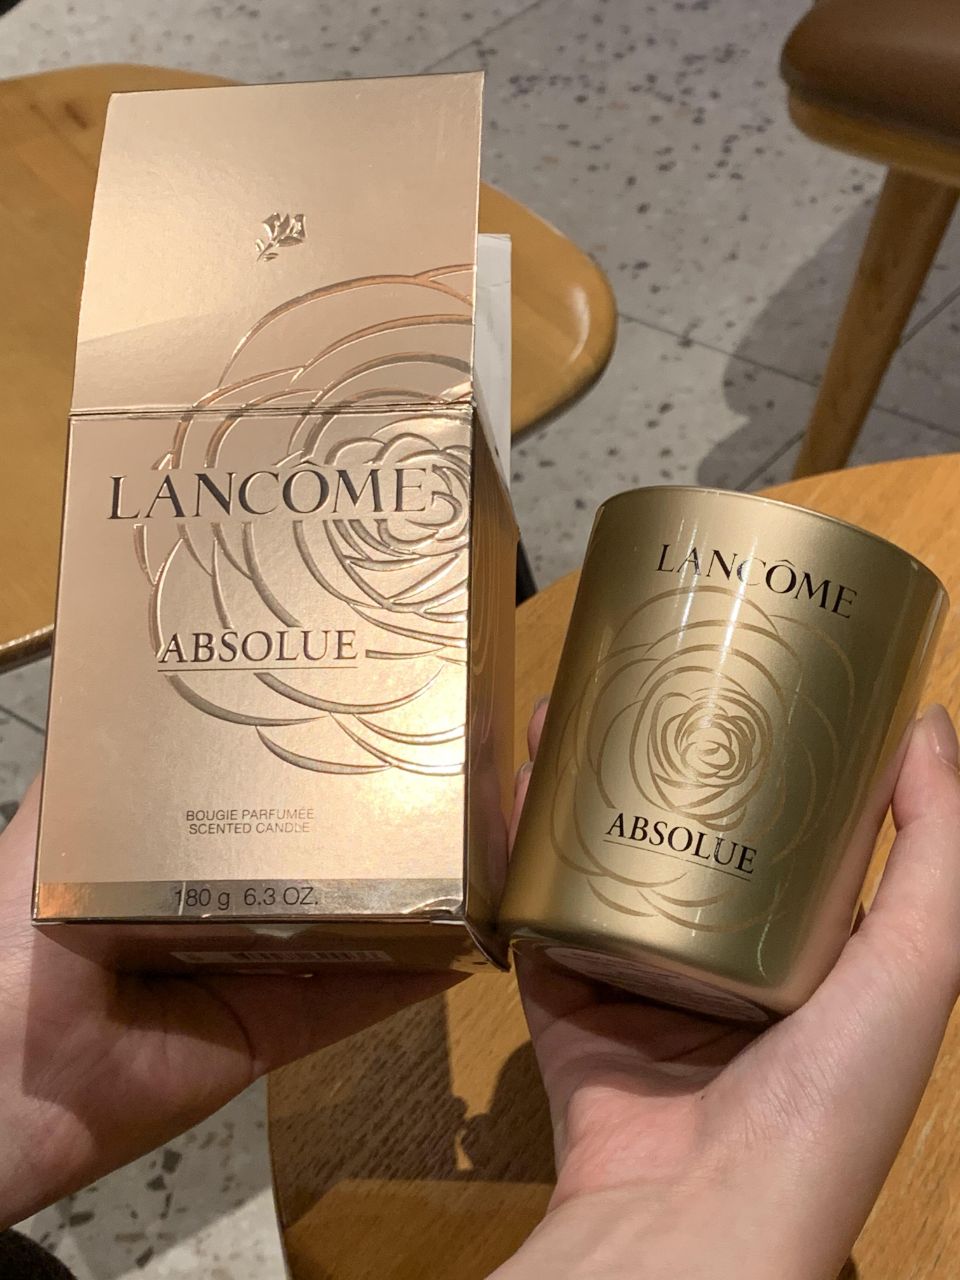 LANCÔME
ABSOLUE
BOUGIE PARFUMÉE
SCENTED CANDLE
180 g 6.3 OZ.
LANCÔME
ABSOLUE